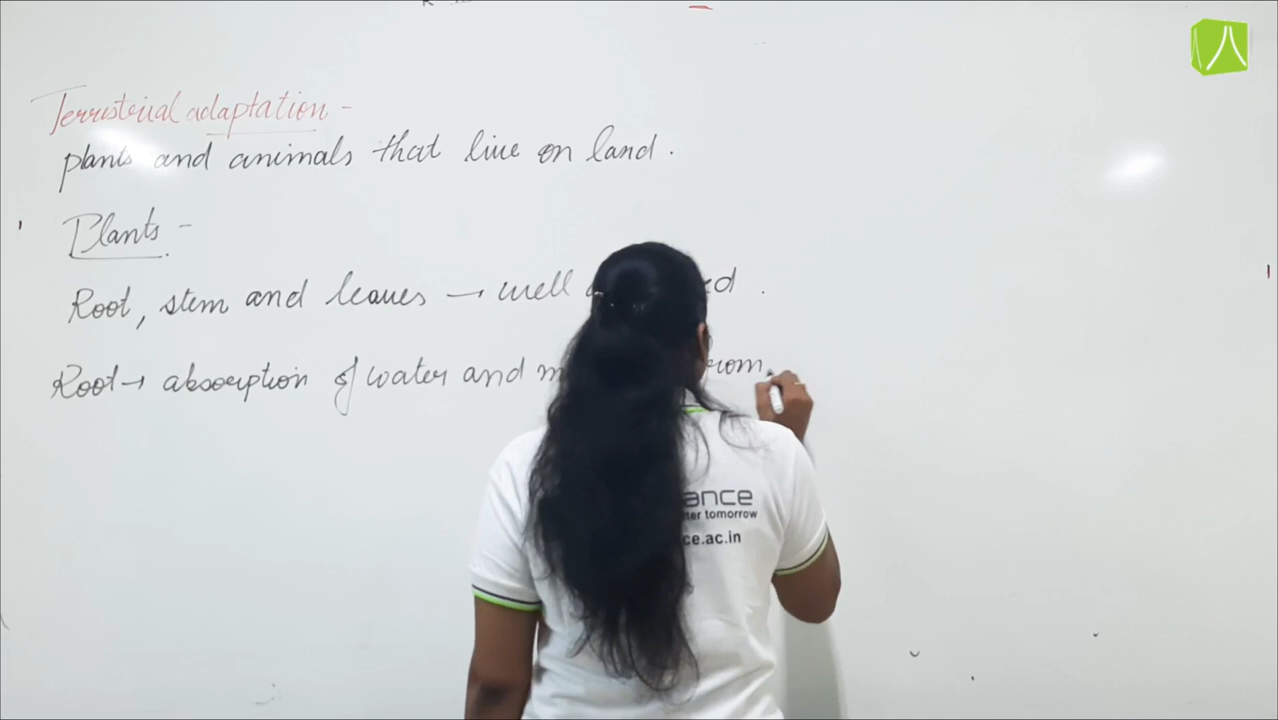 Terristrial adaptation -
plants and animals that live on land.
Plants -
Root, stem and leaves → well
Root → absorption of water and
ance
tter tomorrow
ce.ac.in